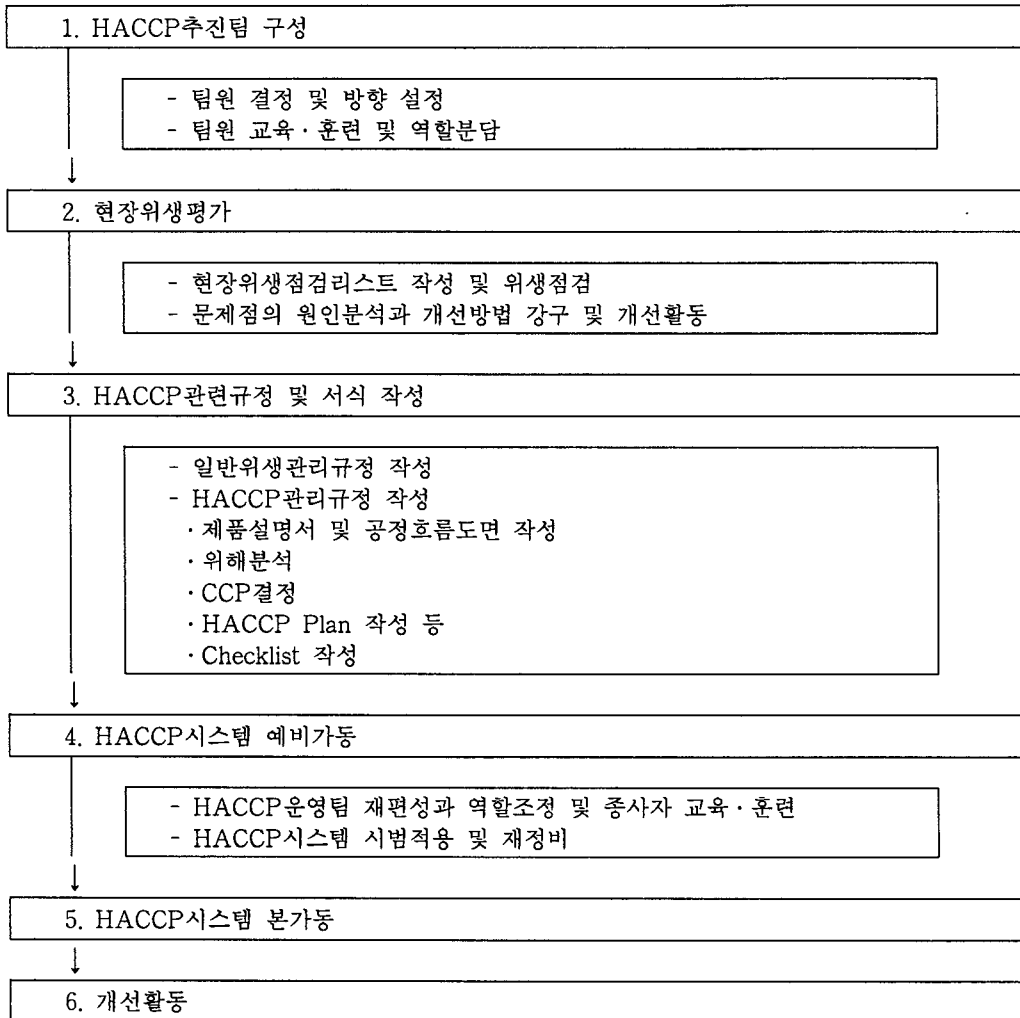 1. HACCP추진팀 구성
- 팀원 결정 및 방향 설정
- 팀원 교육·훈련 및 역할분담
2. 현장위생평가
- 현장위생점검리스트 작성 및 위생점검
- 문제점의 원인분석과 개선방법 강구 및 개선활동
3. HACCP관련규정 및 서식 작성
- 일반위생관리규정 작성
- HACCP관리규정 작성
·제품설명서 및 공정흐름도면 작성
·위해분석
·CCP결정
·HACCP Plan 작성 등
·Checklist 작성
4. HACCP시스템 예비가동
- HACCP운영팀 재편성과 역할조정 및 종사자 교육·훈련
- HACCP시스템 시범적용 및 재정비
5. HACCP시스템 본가동
6. 개선활동